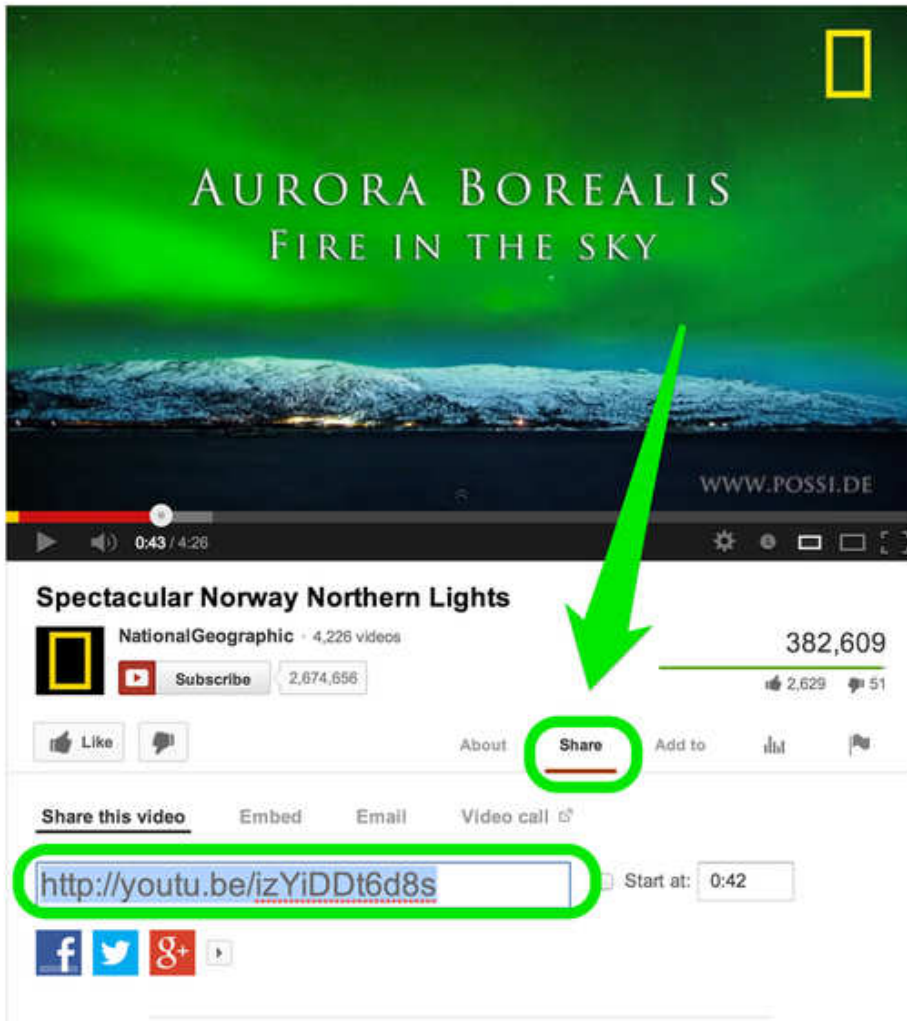 AURORA BOREALIS
FIRE IN THE SKY
WWW.POSSI.DE
0:43 / 4:26
Spectacular Norway Northern Lights
NationalGeographic · 4,226 videos
382,609
Subscribe 2,674,656
2,629 51
Like About Share Add to
Share this video Embed Email Video call
http://youtu.be/izYiDDt6d8s Start at: 0:42
f g+